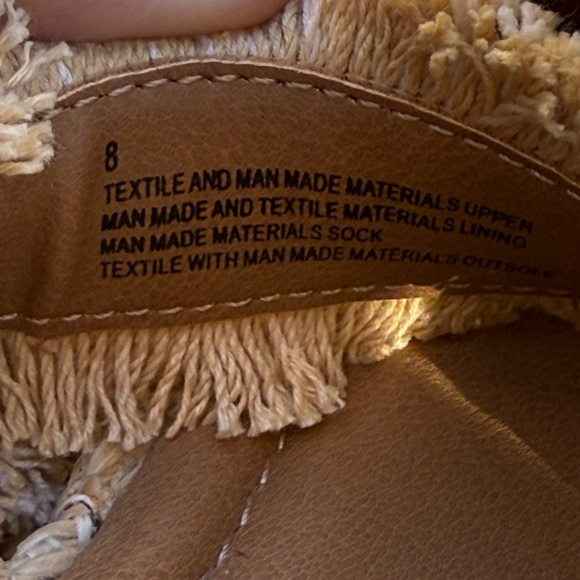 8
TEXTILE AND MAN MADE MATERIALS UPPER
MAN MADE AND TEXTILE MATERIALS LINING
MAN MADE MATERIALS SOCK
TEXTILE WITH MAN MADE MATERIALS OUTSOLE